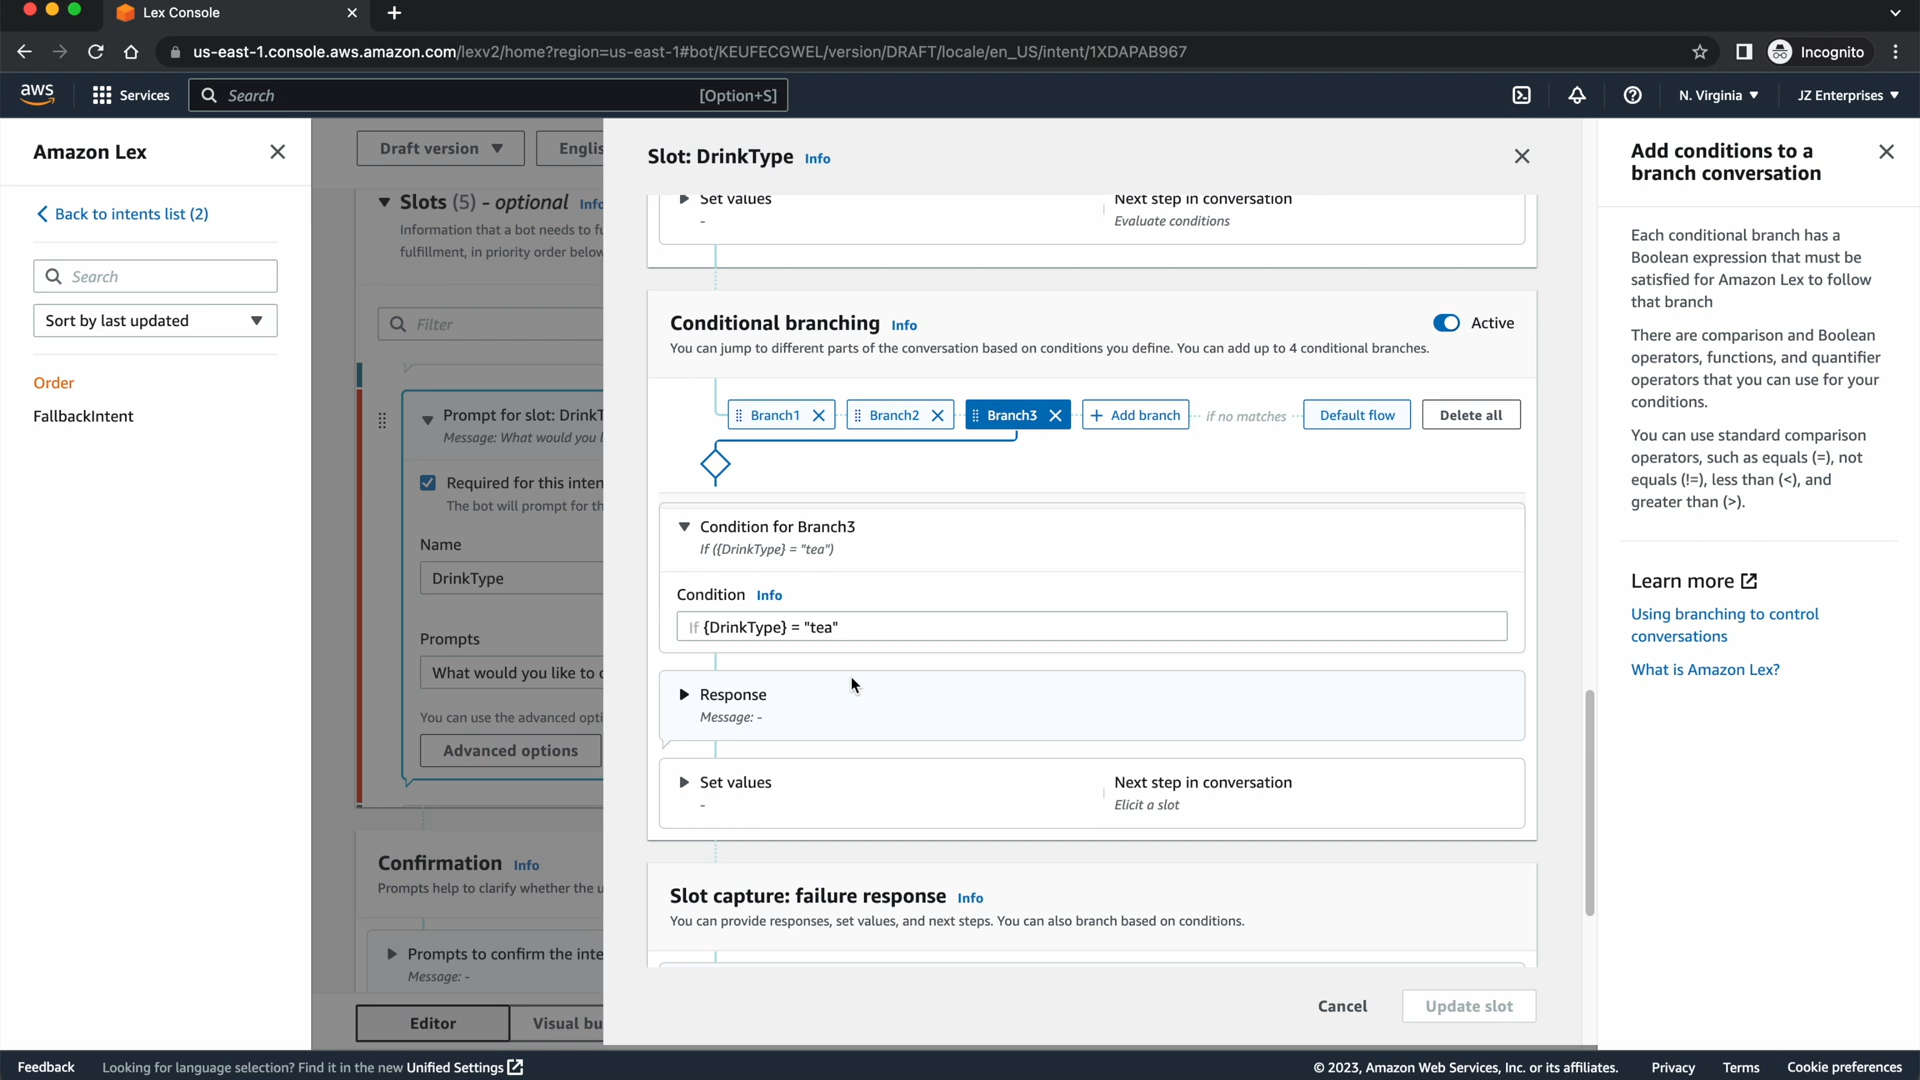 Lex Console
us-east-1.console.aws.amazon.com/lexv2/home?region=us-east-1#bot/KEUFECGWEL/version/DRAFT/locale/en_US/intent/1XDAPAB967
Incognito
aws
Services
Search
[Option+S]
N. Virginia
JZ Enterprises
Amazon Lex
Back to intents list (2)
Search
Sort by last updated
Order
FallbackIntent
Draft version
Englis
Slots (5) - optional Info
Information that a bot needs to fu
fulfillment, in priority order below
Filter
Prompt for slot: DrinkT
Message: What would you l
Required for this inten
The bot will prompt for th
Name
DrinkType
Prompts
What would you like to o
You can use the advanced opti
Advanced options
Confirmation Info
Prompts help to clarify whether the u
Prompts to confirm the inte
Message: -
Editor
Visual bu
Slot: DrinkType Info
Set values
-
Next step in conversation
Evaluate conditions
Conditional branching Info
Active
You can jump to different parts of the conversation based on conditions you define. You can add up to 4 conditional branches.
Branch1
Branch2
Branch3
Add branch
if no matches
Default flow
Delete all
Condition for Branch3
If ({DrinkType} = "tea")
Condition Info
If {DrinkType} = "tea"
Response
Message: -
Set values
-
Next step in conversation
Elicit a slot
Slot capture: failure response Info
You can provide responses, set values, and next steps. You can also branch based on conditions.
Cancel
Update slot
Add conditions to a
branch conversation
Each conditional branch has a
Boolean expression that must be
satisfied for Amazon Lex to follow
that branch
There are comparison and Boolean
operators, functions, and quantifier
operators that you can use for your
conditions.
You can use standard comparison
operators, such as equals (=), not
equals (!=), less than (<), and
greater than (>).
Learn more
Using branching to control
conversations
What is Amazon Lex?
Feedback
Looking for language selection? Find it in the new Unified Settings
© 2023, Amazon Web Services, Inc. or its affiliates.
Privacy
Terms
Cookie preferences